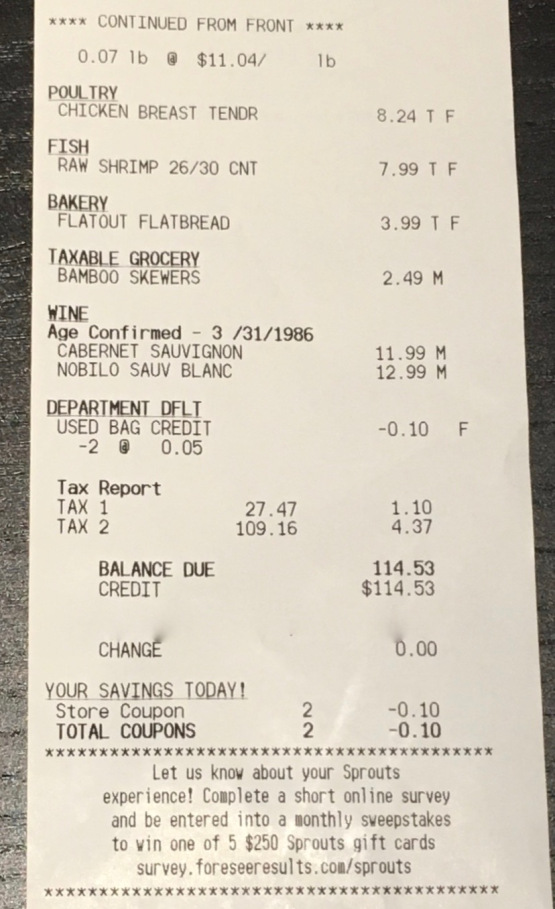 **** CONTINUED FROM FRONT ****
0.07 lb @ $11.04/ lb
POULTRY
CHICKEN BREAST TENDR 8.24 T F
FISH
RAW SHRIMP 26/30 CNT 7.99 T F
BAKERY
FLATOUT FLATBREAD 3.99 T F
TAXABLE GROCERY
BAMBOO SKEWERS 2.49 M
WINE
Age Confirmed - 3 /31/1986
CABERNET SAUVIGNON 11.99 M
NOBILO SAUV BLANC 12.99 M
DEPARTMENT DFLT
USED BAG CREDIT -0.10 F
-2 @ 0.05
Tax Report
TAX 1 27.47 1.10
TAX 2 109.16 4.37
BALANCE DUE 114.53
CREDIT $114.53
CHANGE 0.00
YOUR SAVINGS TODAY!
Store Coupon 2 -0.10
TOTAL COUPONS 2 -0.10
******************************************
Let us know about your Sprouts
experience! Complete a short online survey
and be entered into a monthly sweepstakes
to win one of 5 $250 Sprouts gift cards
survey.foreseeresults.com/sprouts
******************************************